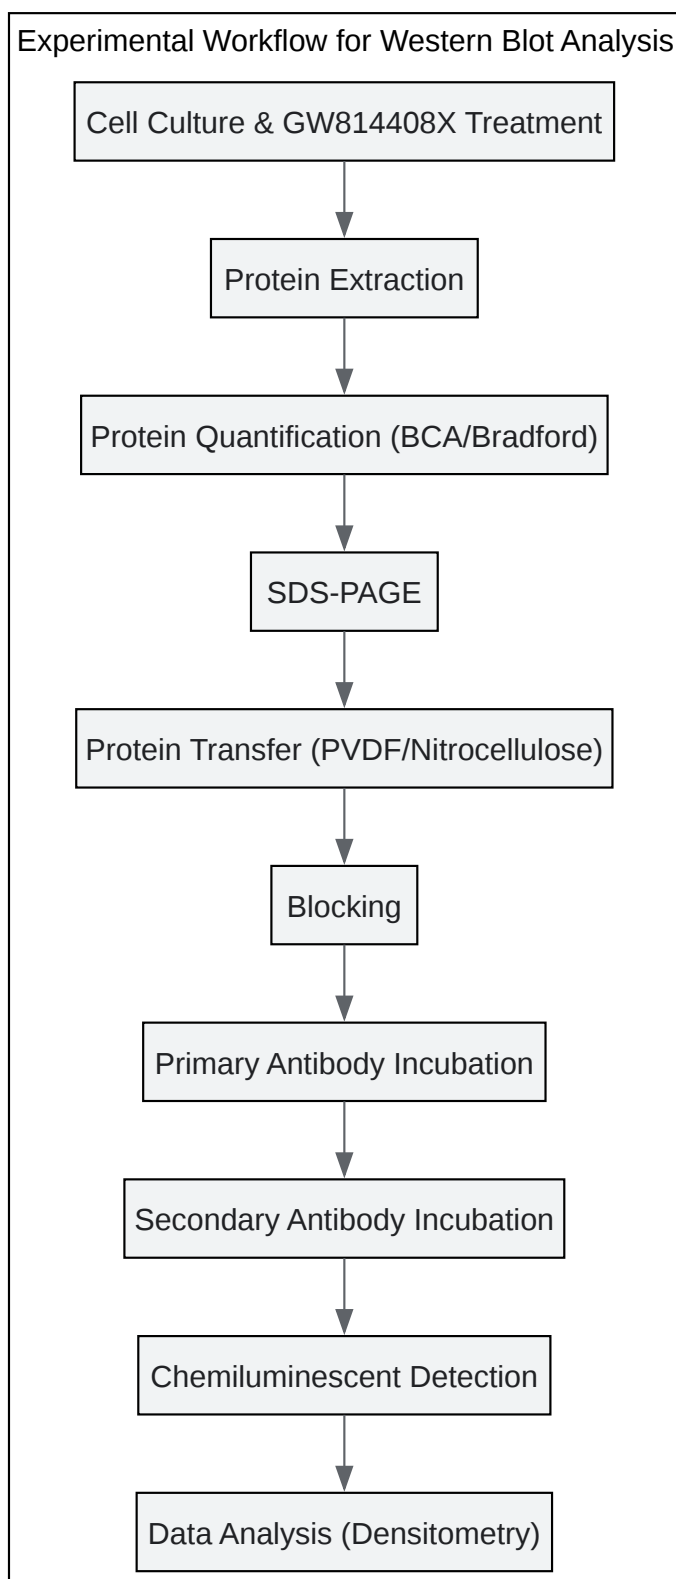 Experimental Workflow for Western Blot Analysis
Cell Culture & GW814408X Treatment
Protein Extraction
Protein Quantification (BCA/Bradford)
SDS-PAGE
Protein Transfer (PVDF/Nitrocellulose)
Blocking
Primary Antibody Incubation
Secondary Antibody Incubation
Chemiluminescent Detection
Data Analysis (Densitometry)